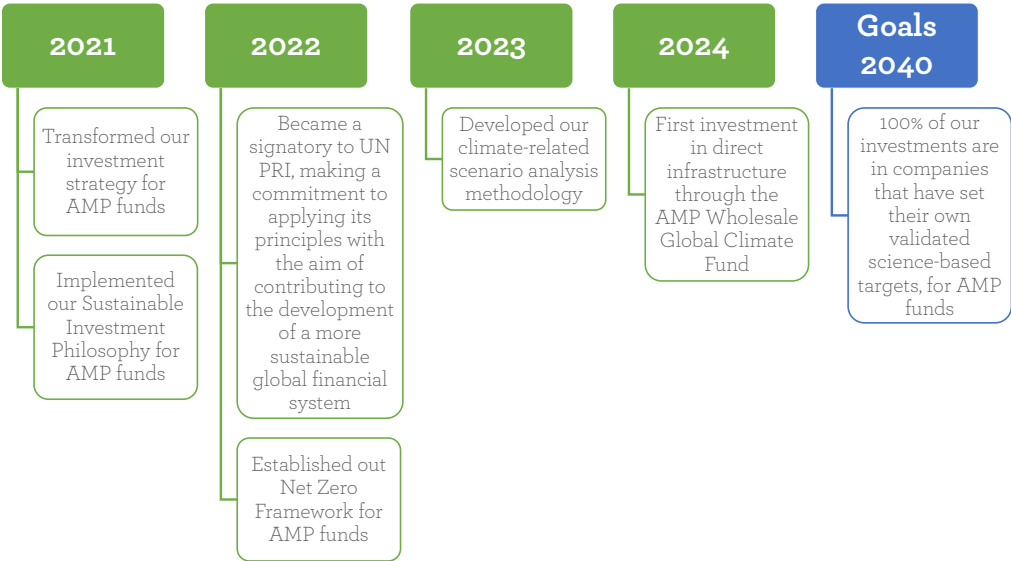 2021
Transformed our
investment
strategy for
AMP funds
Implemented
our Sustainable
Investment
Philosophy for
AMP funds
2022
Became a
signatory to UN
PRI, making a
commitment to
applying its
principles with
the aim of
contributing to
the development
of a more
sustainable
global financial
system
Established out
Net Zero
Framework for
AMP funds
2023
Developed our
climate-related
scenario analysis
methodology
2024
First investment
in direct
infrastructure
through the
AMP Wholesale
Global Climate
Fund
Goals
2040
100% of our
investments are
in companies
that have set
their own
validated
science-based
targets, for AMP
funds